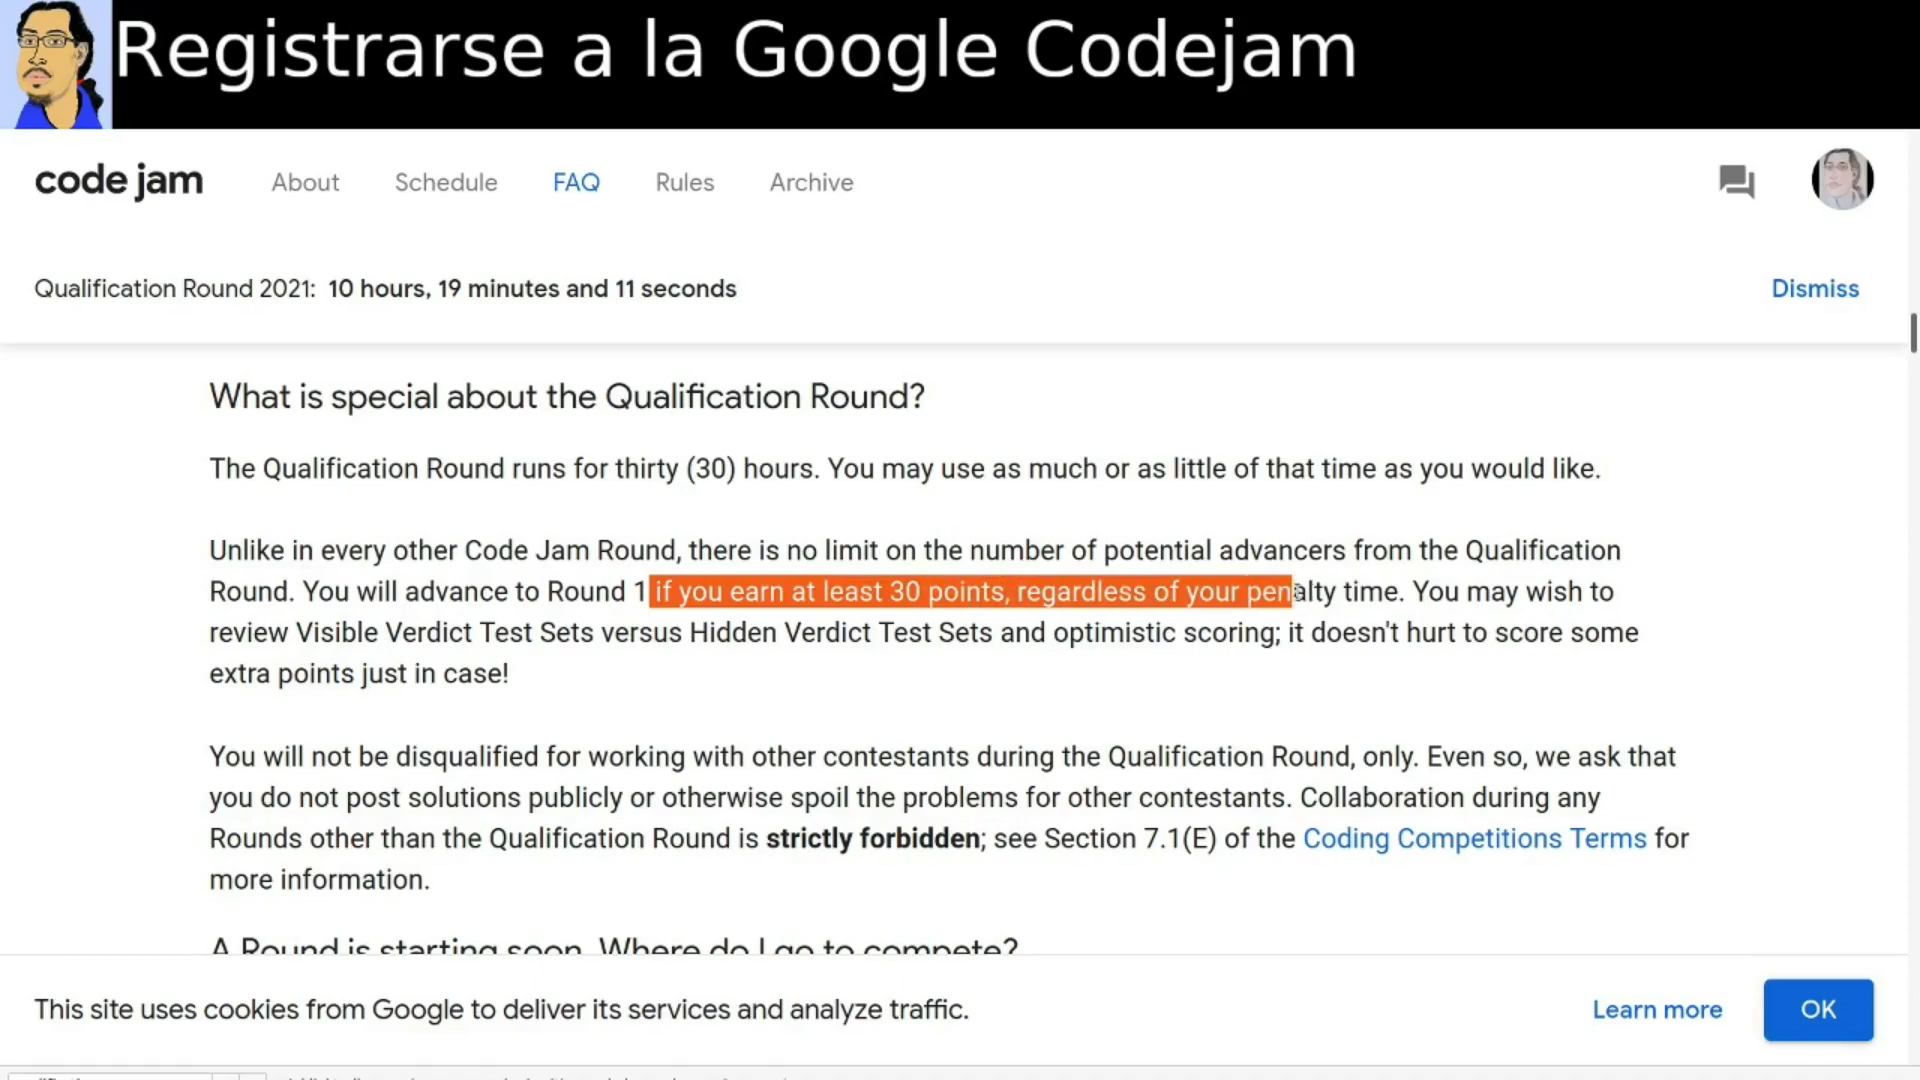 Registrarse a la Google Codejam
code jam About Schedule FAQ Rules Archive
Qualification Round 2021: 10 hours, 19 minutes and 11 seconds Dismiss
What is special about the Qualification Round?
The Qualification Round runs for thirty (30) hours. You may use as much or as little of that time as you would like.
Unlike in every other Code Jam Round, there is no limit on the number of potential advancers from the Qualification
Round. You will advance to Round 1 if you earn at least 30 points, regardless of your penalty time. You may wish to
review Visible Verdict Test Sets versus Hidden Verdict Test Sets and optimistic scoring; it doesn't hurt to score some
extra points just in case!
You will not be disqualified for working with other contestants during the Qualification Round, only. Even so, we ask that
you do not post solutions publicly or otherwise spoil the problems for other contestants. Collaboration during any
Rounds other than the Qualification Round is strictly forbidden; see Section 7.1(E) of the Coding Competitions Terms for
more information.
A Round is starting soon. Where do I go to compete?
This site uses cookies from Google to deliver its services and analyze traffic. Learn more OK